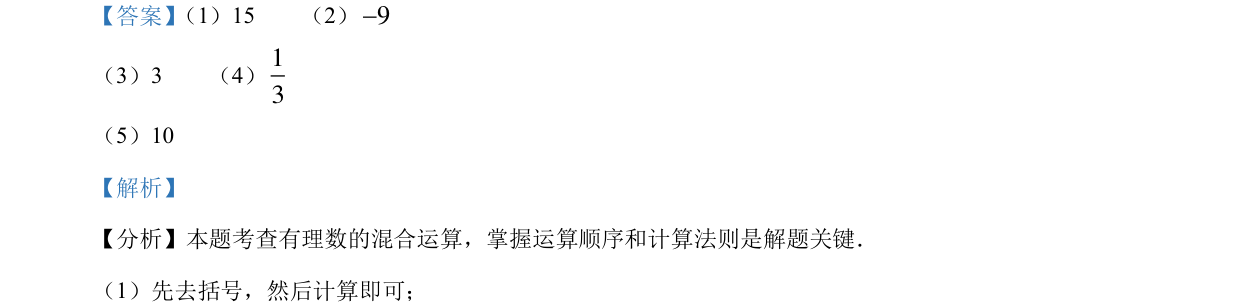 【答案】（1）15 （2）−9
（3）3 （4）1/3
（5）10
【解析】
【分析】本题考查有理数的混合运算，掌握运算顺序和计算法则是解题关键．
（1）先去括号，然后计算即可；